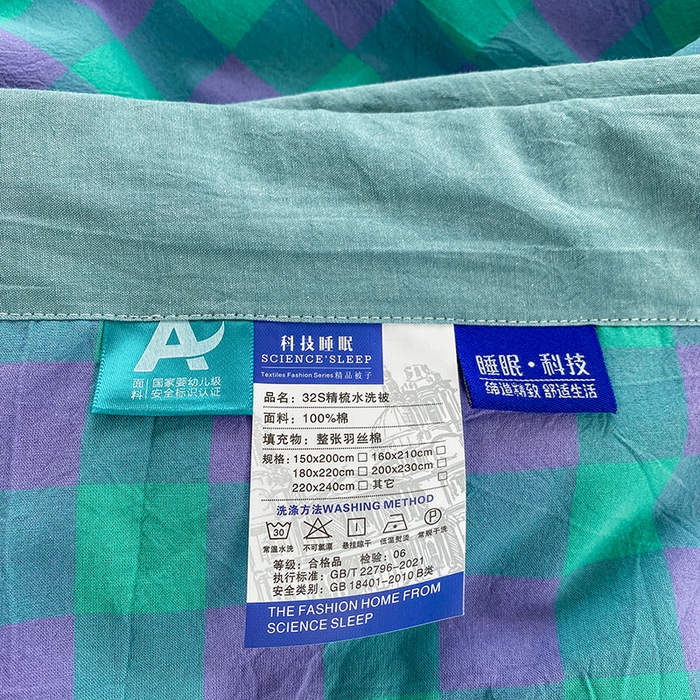 A
面料
国家婴幼儿级
安全标识认证
科技睡眠
SCIENCE'SLEEP
Textiles Fashion Series 精品被子
品名：32S精梳水洗被
面料：100%棉
填充物：整张羽丝棉
规格：150x200cm□ 160x210cm□
180x220cm□ 200x230cm□
220x240cm□ 其它 □
洗涤方法WASHING METHOD
30
P
常温水洗 不可氯漂 悬挂晾干 低温熨烫 常规干洗
等级：合格品 检验：06
执行标准：GB/T 22796-2021
安全类别：GB 18401-2010 B类
THE FASHION HOME FROM
SCIENCE SLEEP
睡眠·科技
缔造精致 舒适生活